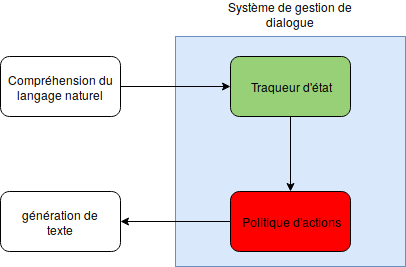 Système de gestion de
dialogue
Compréhension du
langage naturel
Traqueur d'état
génération de
texte
Politique d'actions